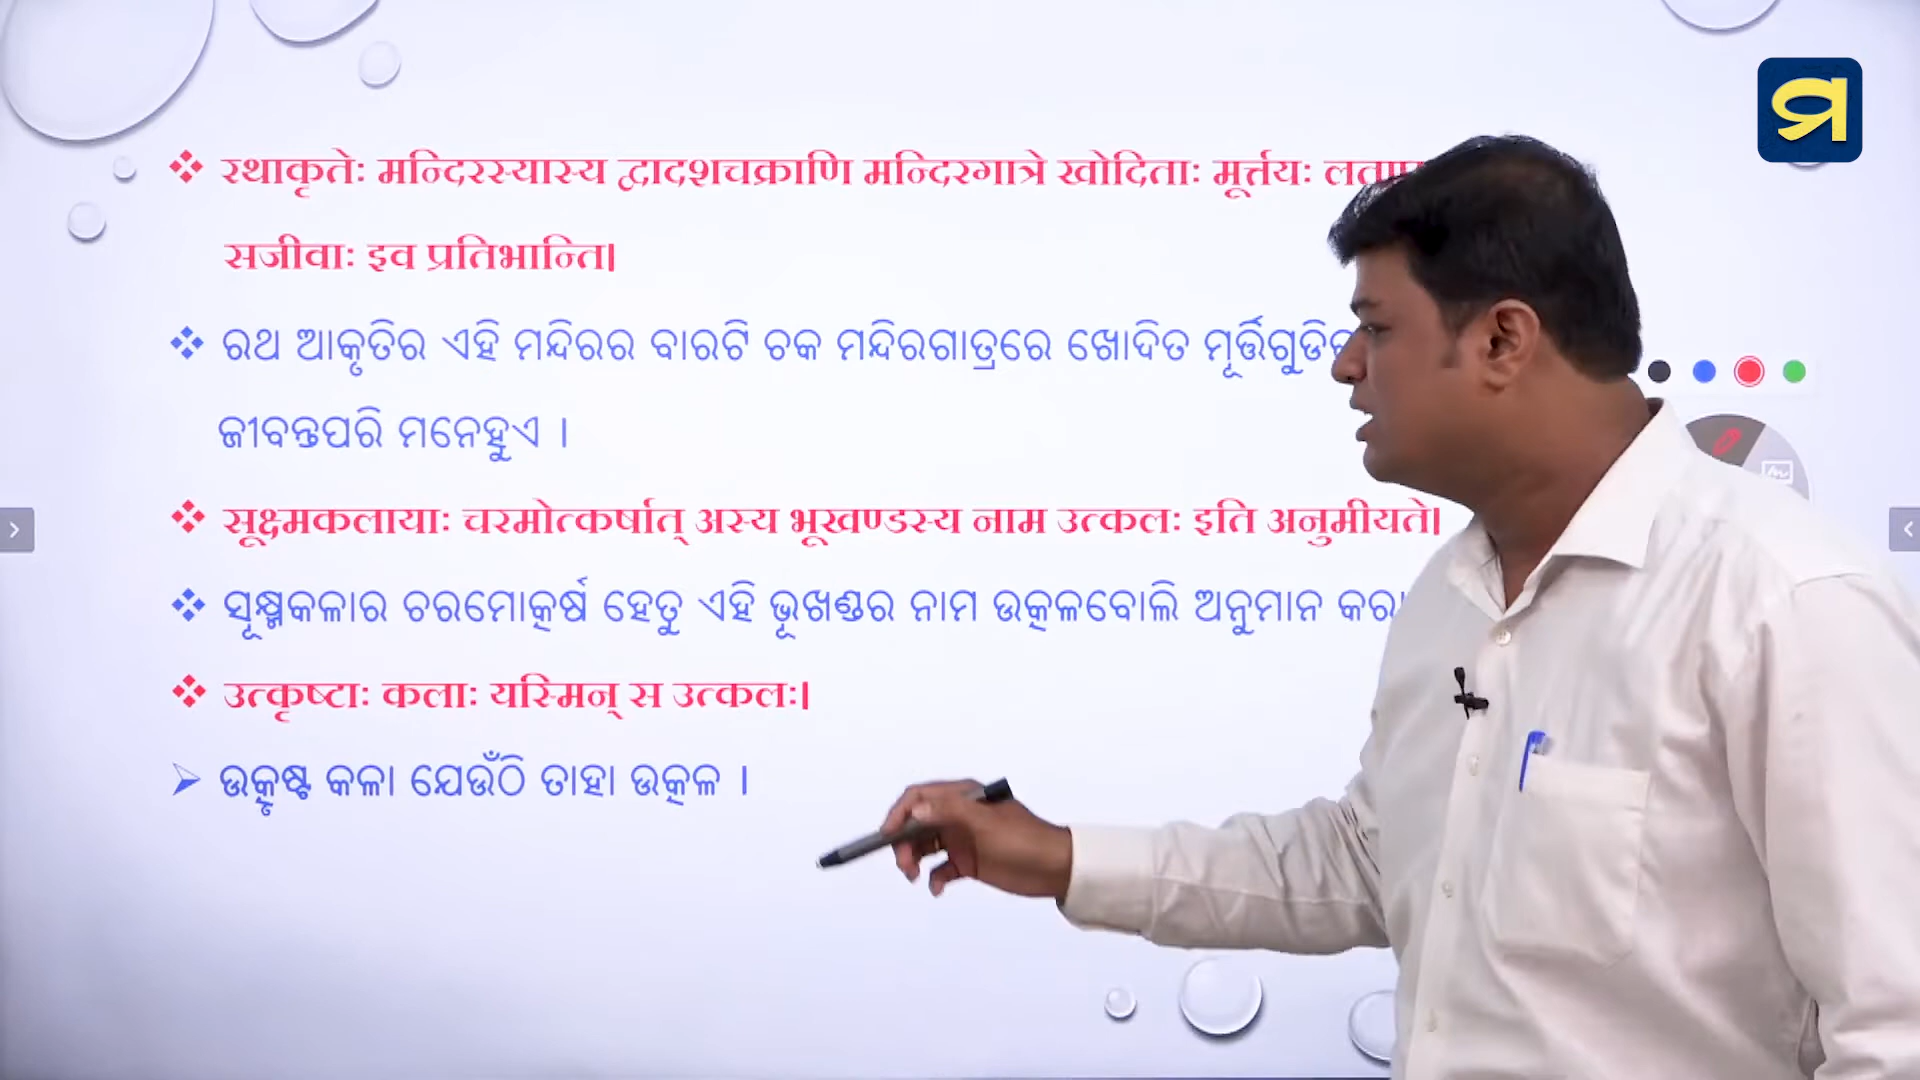 रथाकृतेः मन्दिरस्यास्य द्वादशचक्राणि मन्दिरगात्रे खोदिताः मूर्त्तयः
सजीवाः इव प्रतिभान्ति।
ରଥ ଆକୃତିର ଏହି ମନ୍ଦିରର ବାରଟି ଚକ ମନ୍ଦିରଗାତ୍ରରେ ଖୋଦିତ
ଜୀବନ୍ତପରି ମନେହୁଏ ।
सूक्ष्मकलायाः चरमोत्कर्षात् अस्य भूखण्डस्य नाम उत्कलः इति अनुमीयते।
ସୂକ୍ଷ୍ମକଳାର ଚରମୋତ୍କର୍ଷ ହେତୁ ଏହି ଭୂଖଣ୍ଡର ନାମ ଉତ୍କଳବୋଲି ଅନୁମାନ
उत्कृष्टाः कलाः यस्मिन् स उत्कलः।
ଉତ୍କୃଷ୍ଟ କଳା ଯେଉଁଠି ତାହା ଉତ୍କଳ ।